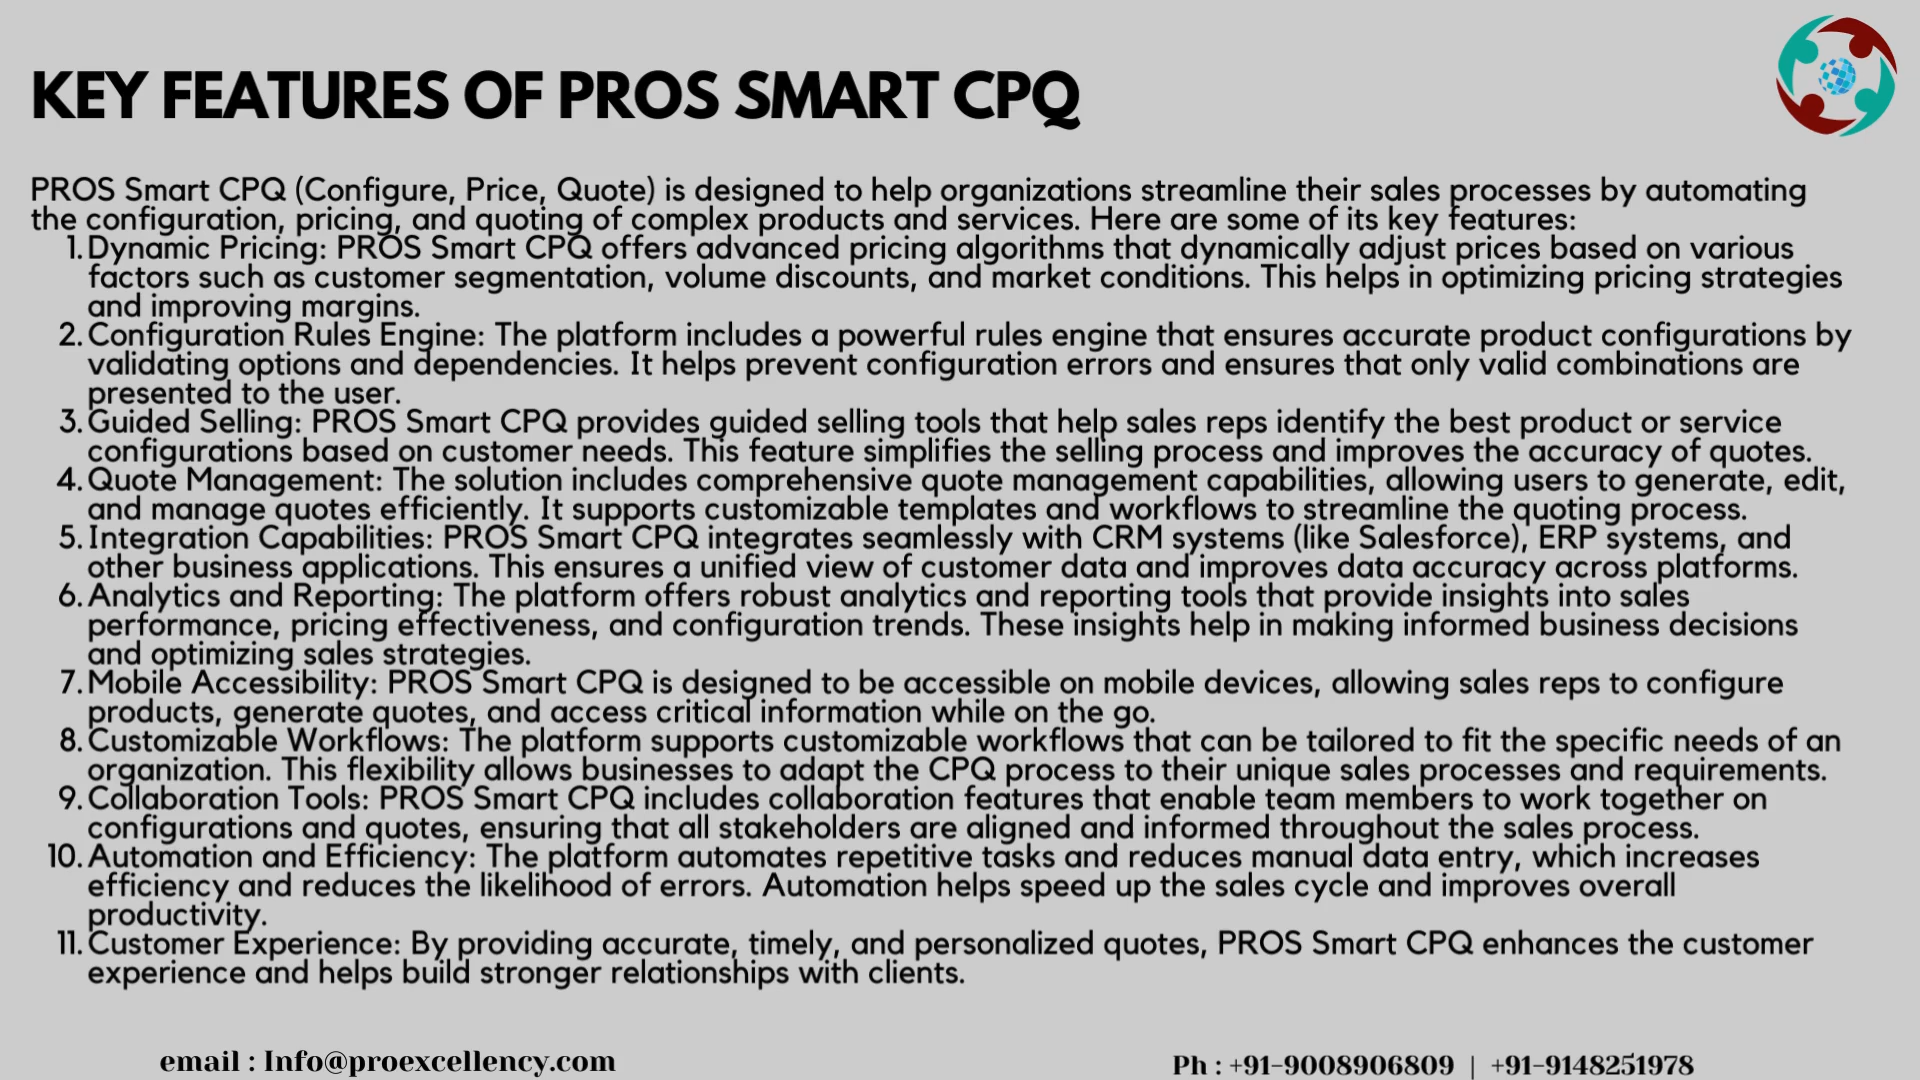 KEY FEATURES OF PROS SMART CPQ
PROS Smart CPQ (Configure, Price, Quote) is designed to help organizations streamline their sales processes by automating
the configuration, pricing, and quoting of complex products and services. Here are some of its key features:
1. Dynamic Pricing: PROS Smart CPQ offers advanced pricing algorithms that dynamically adjust prices based on various
factors such as customer segmentation, volume discounts, and market conditions. This helps in optimizing pricing strategies
and improving margins.
2. Configuration Rules Engine: The platform includes a powerful rules engine that ensures accurate product configurations by
validating options and dependencies. It helps prevent configuration errors and ensures that only valid combinations are
presented to the user.
3. Guided Selling: PROS Smart CPQ provides guided selling tools that help sales reps identify the best product or service
configurations based on customer needs. This feature simplifies the selling process and improves the accuracy of quotes.
4. Quote Management: The solution includes comprehensive quote management capabilities, allowing users to generate, edit,
and manage quotes efficiently. It supports customizable templates and workflows to streamline the quoting process.
5. Integration Capabilities: PROS Smart CPQ integrates seamlessly with CRM systems (like Salesforce), ERP systems, and
other business applications. This ensures a unified view of customer data and improves data accuracy across platforms.
6. Analytics and Reporting: The platform offers robust analytics and reporting tools that provide insights into sales
performance, pricing effectiveness, and configuration trends. These insights help in making informed business decisions
and optimizing sales strategies.
7. Mobile Accessibility: PROS Smart CPQ is designed to be accessible on mobile devices, allowing sales reps to configure
products, generate quotes, and access critical information while on the go.
8. Customizable Workflows: The platform supports customizable workflows that can be tailored to fit the specific needs of an
organization. This flexibility allows businesses to adapt the CPQ process to their unique sales processes and requirements.
9. Collaboration Tools: PROS Smart CPQ includes collaboration features that enable team members to work together on
configurations and quotes, ensuring that all stakeholders are aligned and informed throughout the sales process.
10. Automation and Efficiency: The platform automates repetitive tasks and reduces manual data entry, which increases
efficiency and reduces the likelihood of errors. Automation helps speed up the sales cycle and improves overall
productivity.
11. Customer Experience: By providing accurate, timely, and personalized quotes, PROS Smart CPQ enhances the customer
experience and helps build stronger relationships with clients.
email : Info@proexcellency.com
Ph : +91-9008906809 | +91-9148251978